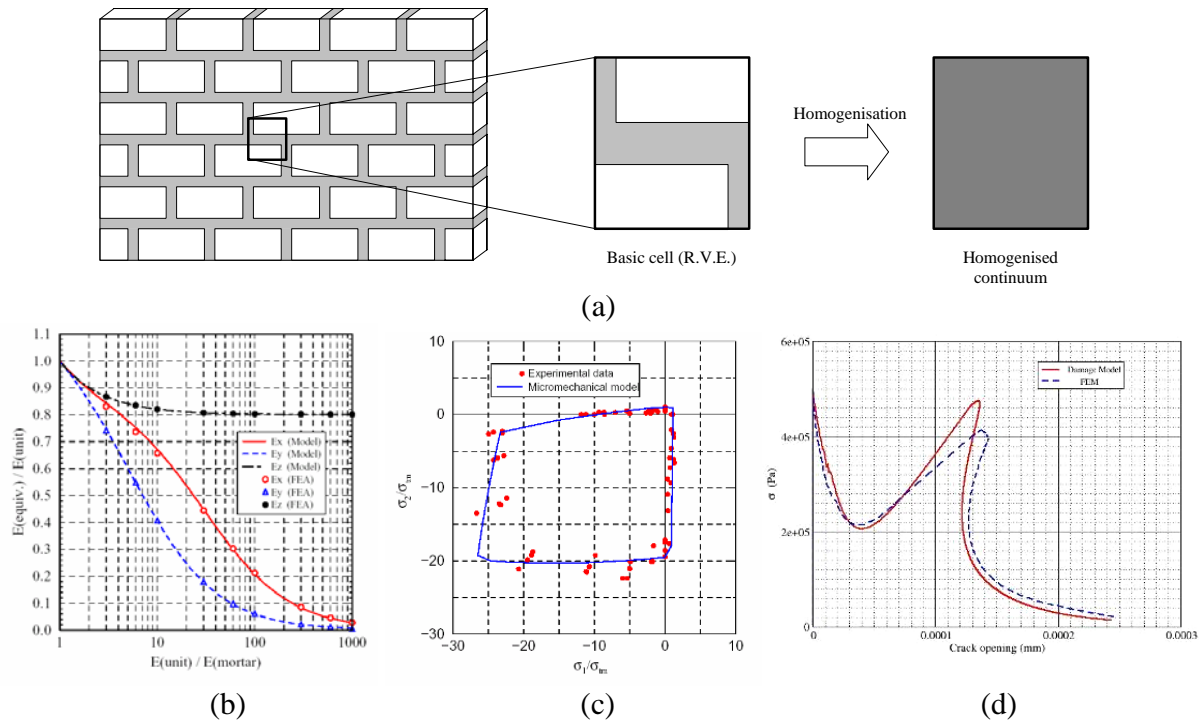 Homogenisation
Basic cell (R.V.E.)
Homogenised
continuum
(a)
1.1
1.0
0.9
0.8
0.7
0.6
0.5
0.4
0.3
0.2
0.1
0.0
E(equiv.) / E(unit)
Ex (Model)
Ey (Model)
Ez (Model)
Ex (FEA)
Ey (FEA)
Ez (FEA)
1 10 100 1000
E(unit) / E(mortar)
(b)
10
0
−10
−20
−30
σ2/σtm
Experimental data
Micromechanical model
−30 −25 −20 −15 −10 −5 0 10
σ1/σtm
(c)
6e+05
4e+05
2e+05
0
σ (Pa)
Damage Model
FEM
0 0.0001 0.0002 0.0003
Crack opening (mm)
(d)